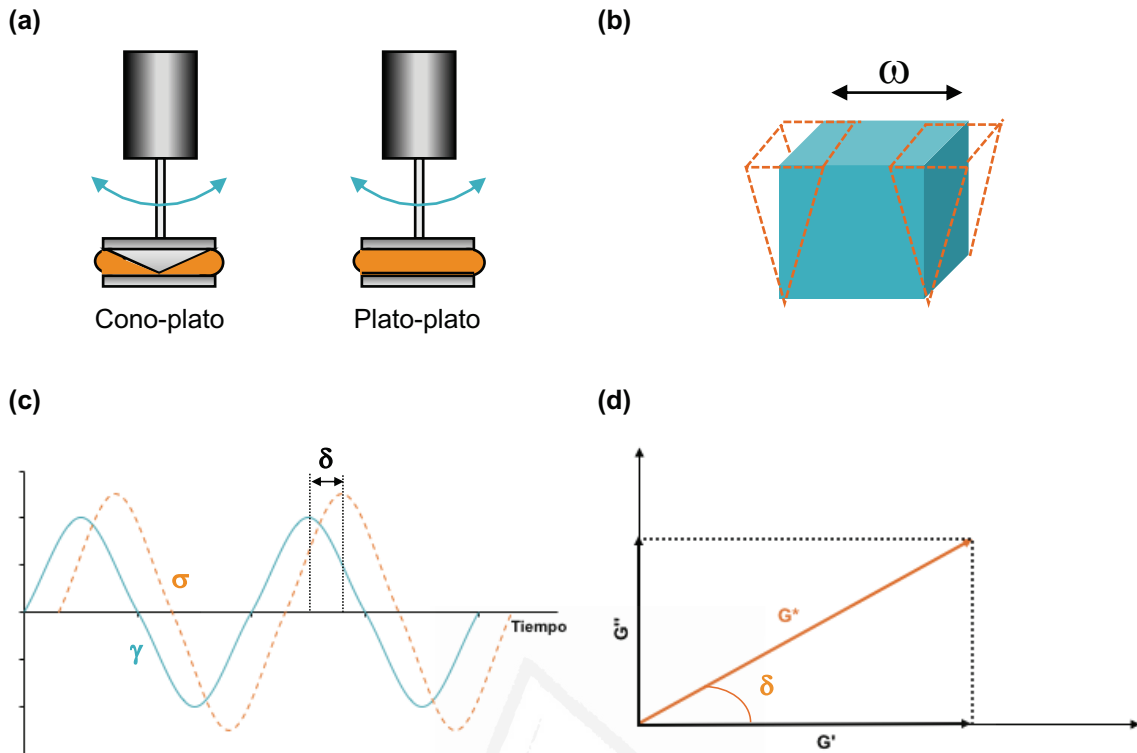 (a)
Cono-plato
Plato-plato
(b)
ω
(c)
δ
σ
γ
Tiempo
(d)
G''
G*
δ
G'